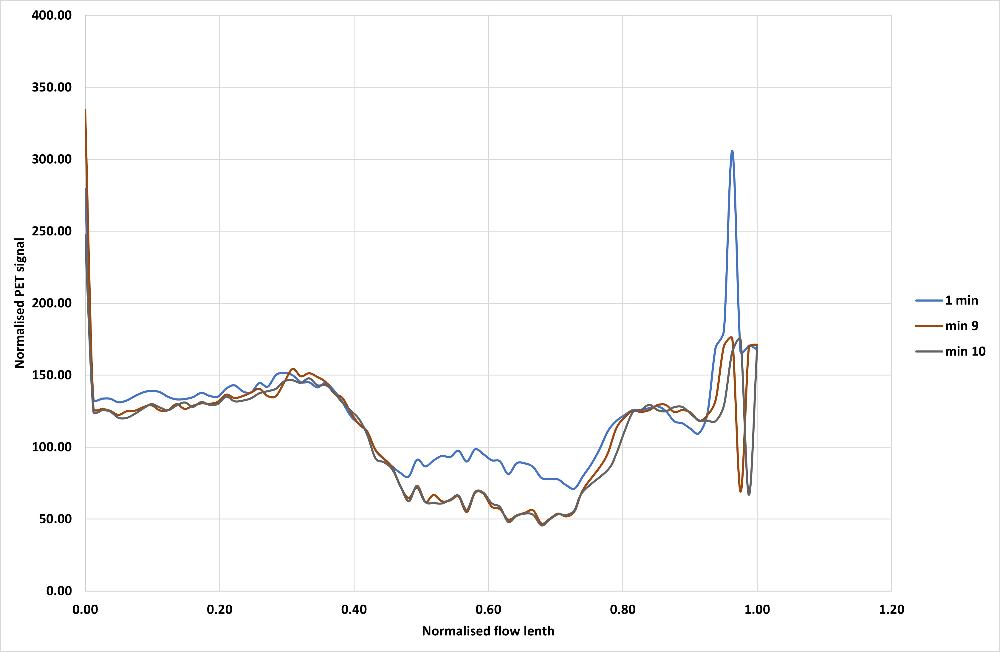 400.00
350.00
300.00
250.00
200.00
150.00
100.00
50.00
0.00
Normalised PET signal
0.00 0.20 0.40 0.60 0.80 1.00 1.20
Normalised flow lenth
1 min
min 9
min 10